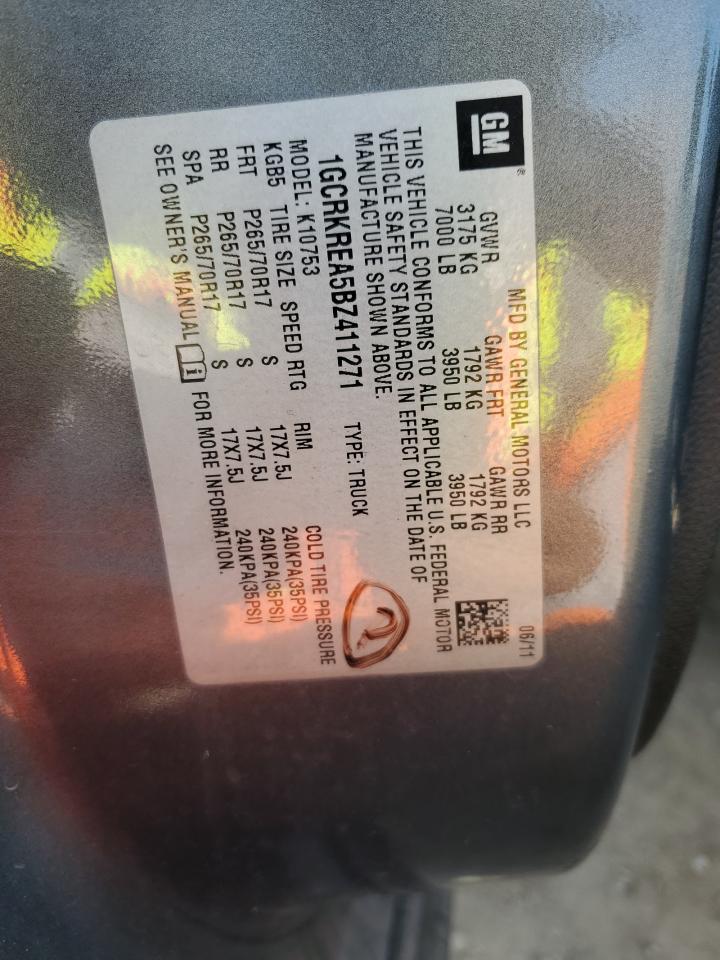 GM®
MFD BY GENERAL MOTORS LLC
06/11
GVWR GAWR FRT GAWR RR
3175 KG 1792 KG 1792 KG
7000 LB 3950 LB 3950 LB
THIS VEHICLE CONFORMS TO ALL APPLICABLE U.S. FEDERAL MOTOR
VEHICLE SAFETY STANDARDS IN EFFECT ON THE DATE OF
MANUFACTURE SHOWN ABOVE.
1GCRKREA5BZ411271 TYPE: TRUCK
MODEL: K10753 COLD TIRE PRESSURE
KGB5 TIRE SIZE SPEED RTG RIM
FRT P265/70R17 S 17X7.5J 240KPA(35PSI)
RR P265/70R17 S 17X7.5J 240KPA(35PSI)
SPA P265/70R17 S 17X7.5J 240KPA(35PSI)
SEE OWNER'S MANUAL i FOR MORE INFORMATION.